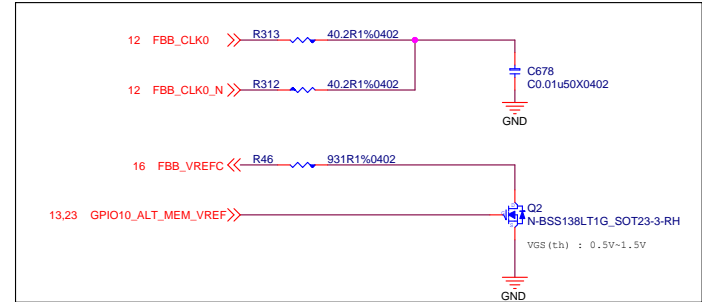 12 FBB_CLK0 R313 40.2R1%0402
12 FBB_CLK0_N R312 40.2R1%0402
C678
C0.01u50X0402
GND
16 FBB_VREFC R46 931R1%0402
13,23 GPIO10_ALT_MEM_VREF
Q2
N-BSS138LT1G_SOT23-3-RH
VGS(th) : 0.5V~1.5V
GND